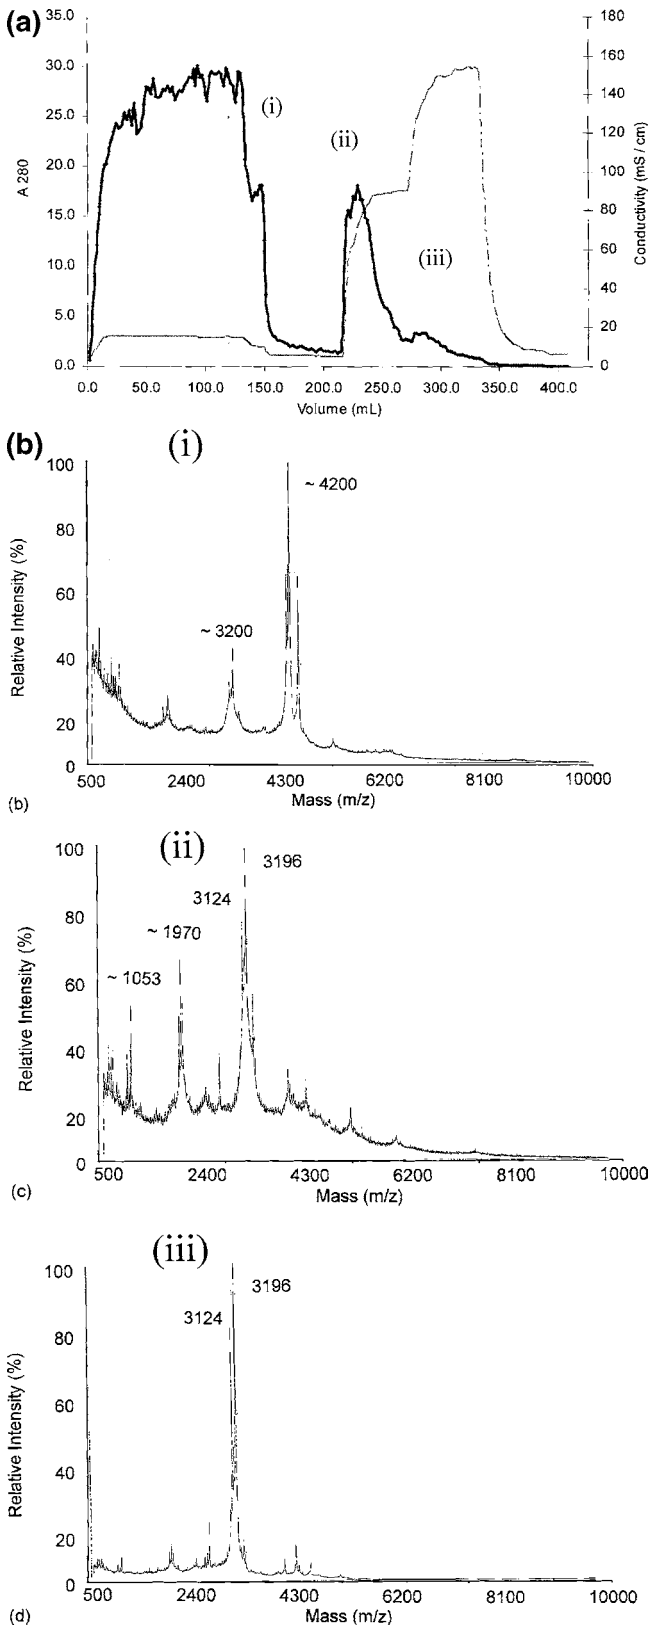 (a)
35.0
30.0
25.0
20.0
15.0
10.0
5.0
0.0
A 280
180
160
140
120
100
80
60
40
20
0
Conductivity (mS / cm)
(i)
(ii)
(iii)
0.0 50.0 100.0 150.0 200.0 250.0 300.0 350.0 400.0
Volume (mL)
(b)
(i)
100
80
60
40
20
0
Relative Intensity (%)
~ 4200
~ 3200
500 2400 4300 6200 8100 10000
Mass (m/z)
(b)
(ii)
100
80
60
40
20
0
Relative Intensity (%)
3196
3124
~ 1970
~ 1053
500 2400 4300 6200 8100 10000
Mass (m/z)
(c)
(iii)
100
80
60
40
20
0
Relative Intensity (%)
3196
3124
500 2400 4300 6200 8100 10000
Mass (m/z)
(d)